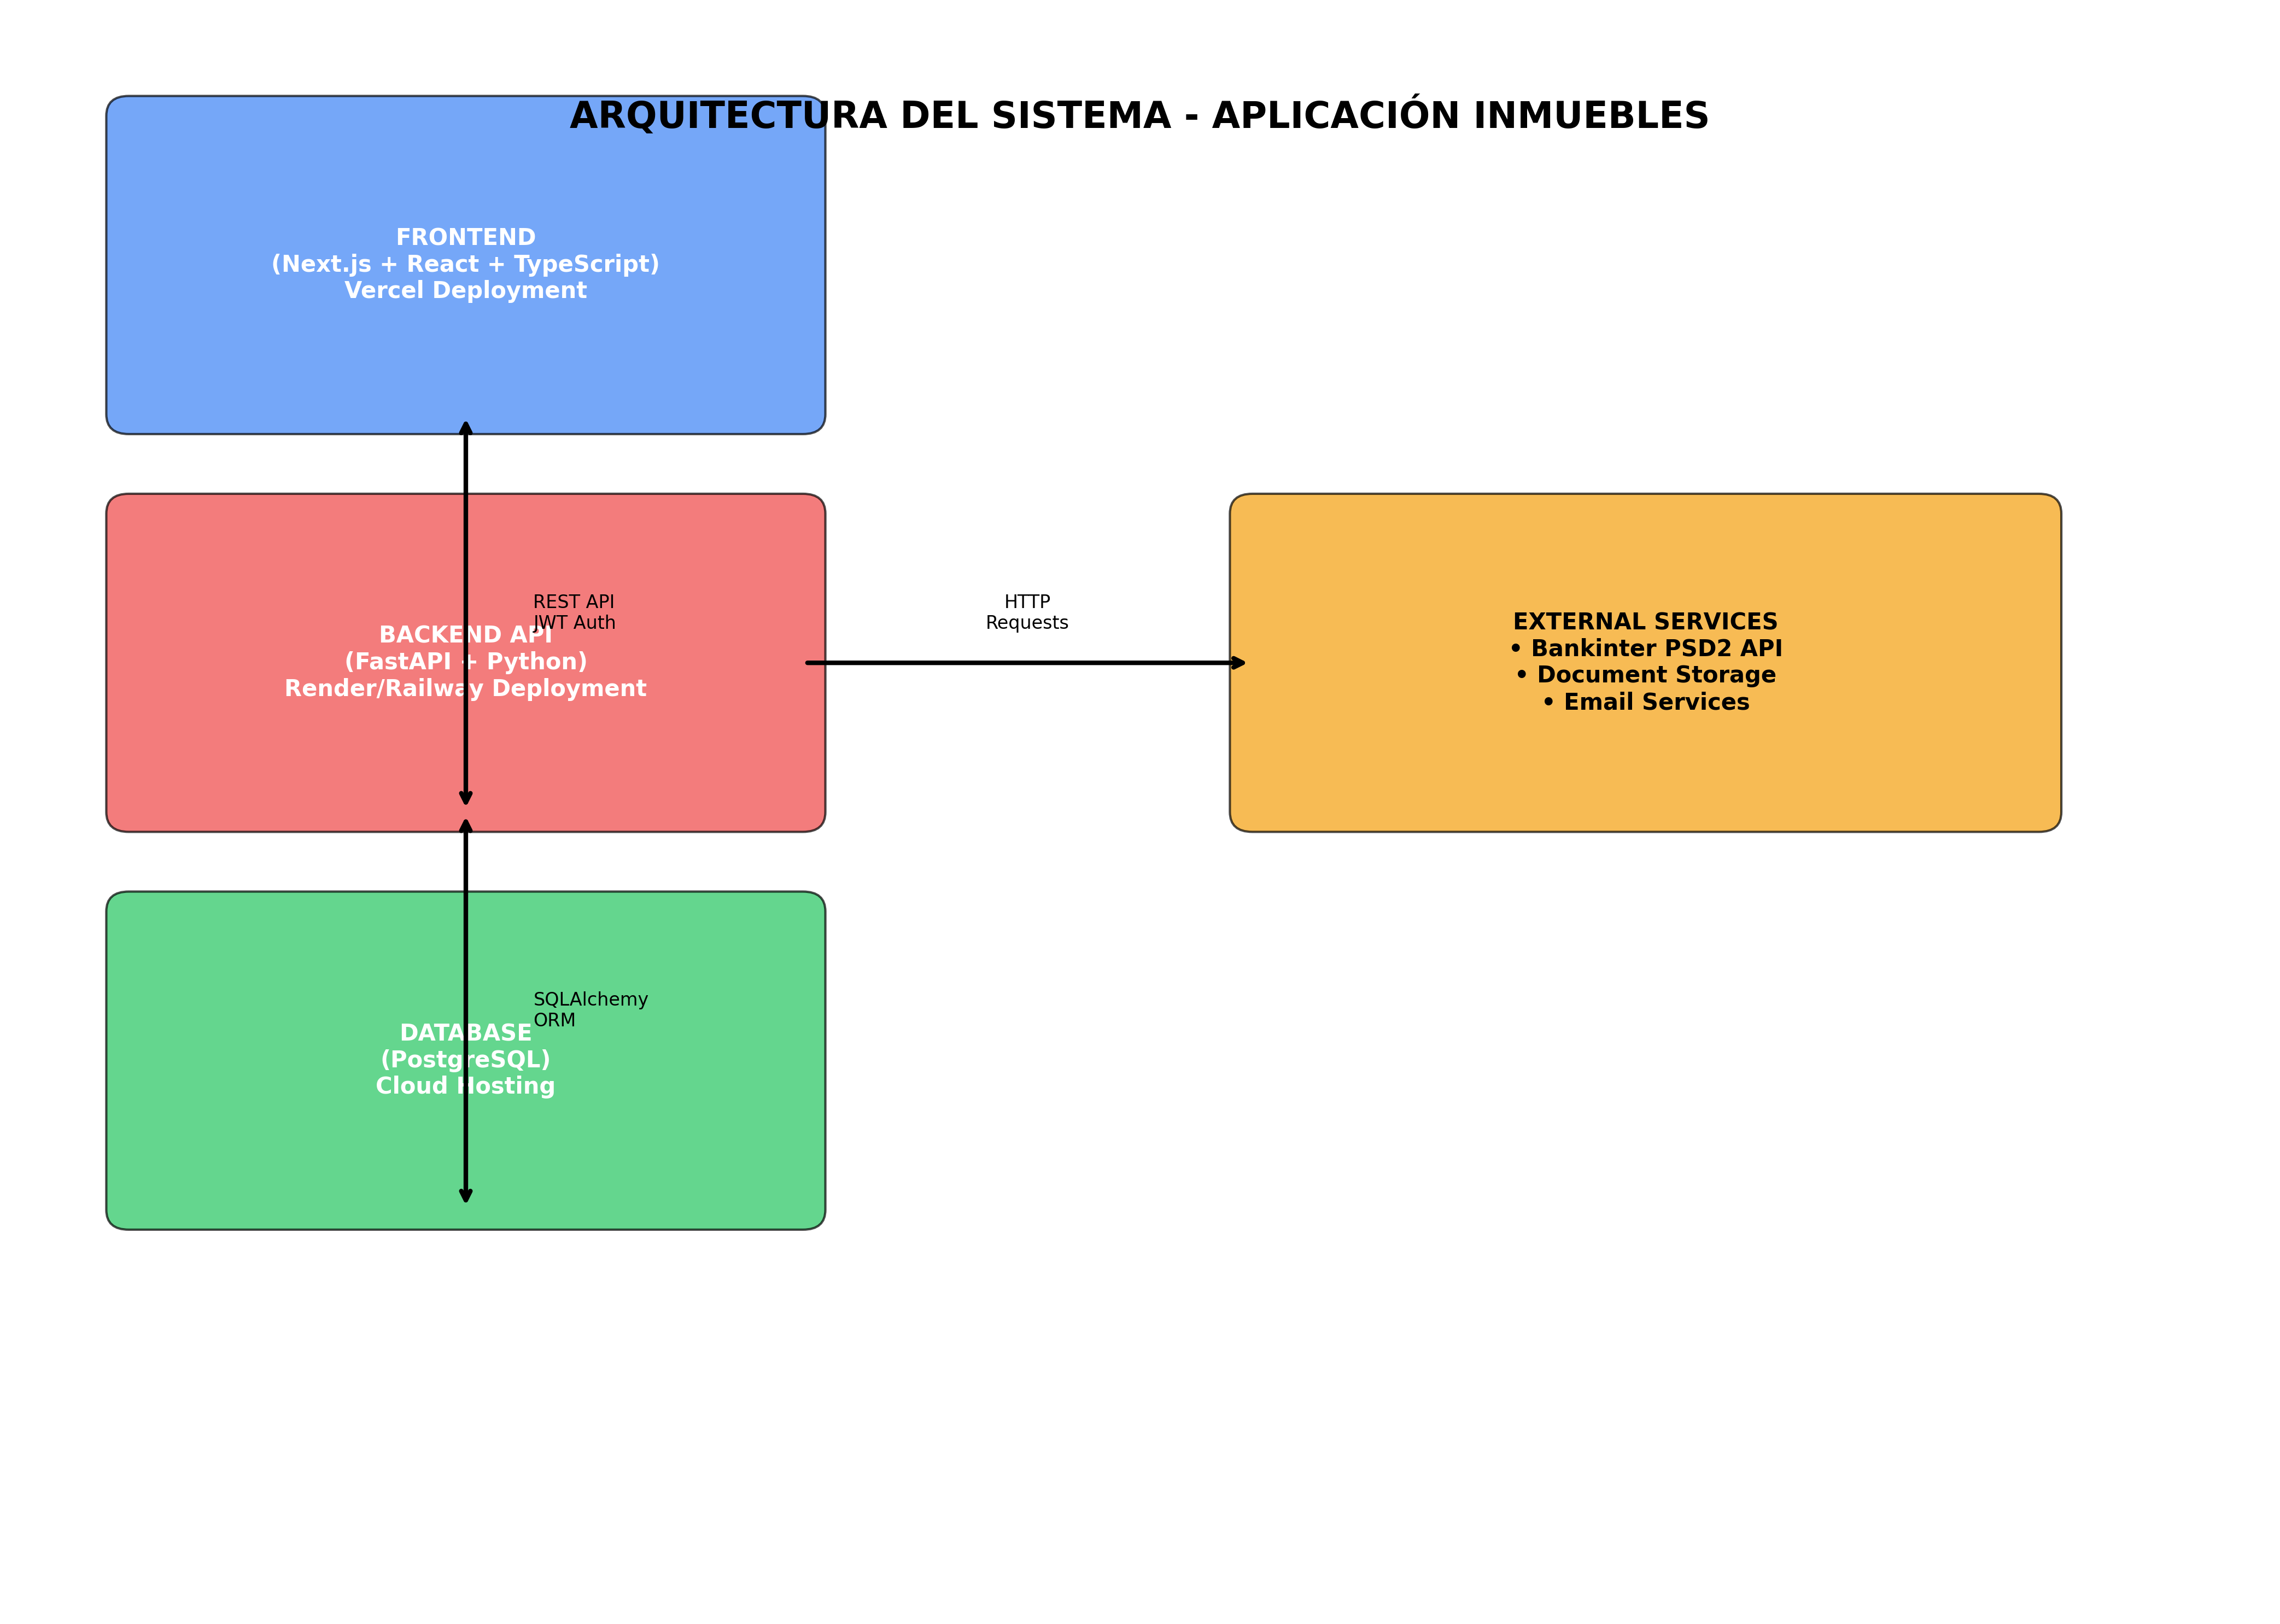 ARQUITECTURA DEL SISTEMA - APLICACIÓN INMUEBLES
FRONTEND
(Next.js + React + TypeScript)
Vercel Deployment
REST API
JWT Auth
BACKEND API
(FastAPI + Python)
Render/Railway Deployment
HTTP
Requests
EXTERNAL SERVICES
• Bankinter PSD2 API
• Document Storage
• Email Services
SQLAlchemy
ORM
DATABASE
(PostgreSQL)
Cloud Hosting